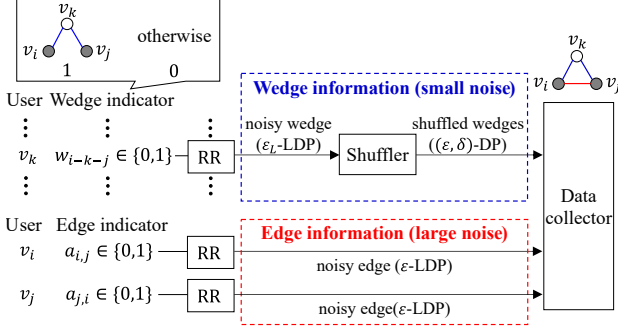 v_k
v_i v_j otherwise
1 0
v_k
v_i v_j
User Wedge indicator
Wedge information (small noise)
⋮ ⋮ ⋮
v_k w_{i−k−j} ∈ {0,1} RR
noisy wedge
(ε_L-LDP)
Shuffler
shuffled wedges
((ε, δ)-DP)
⋮ ⋮ ⋮
Data
collector
User Edge indicator
Edge information (large noise)
v_i a_{i,j} ∈ {0,1} RR
noisy edge (ε-LDP)
v_j a_{j,i} ∈ {0,1} RR
noisy edge(ε-LDP)